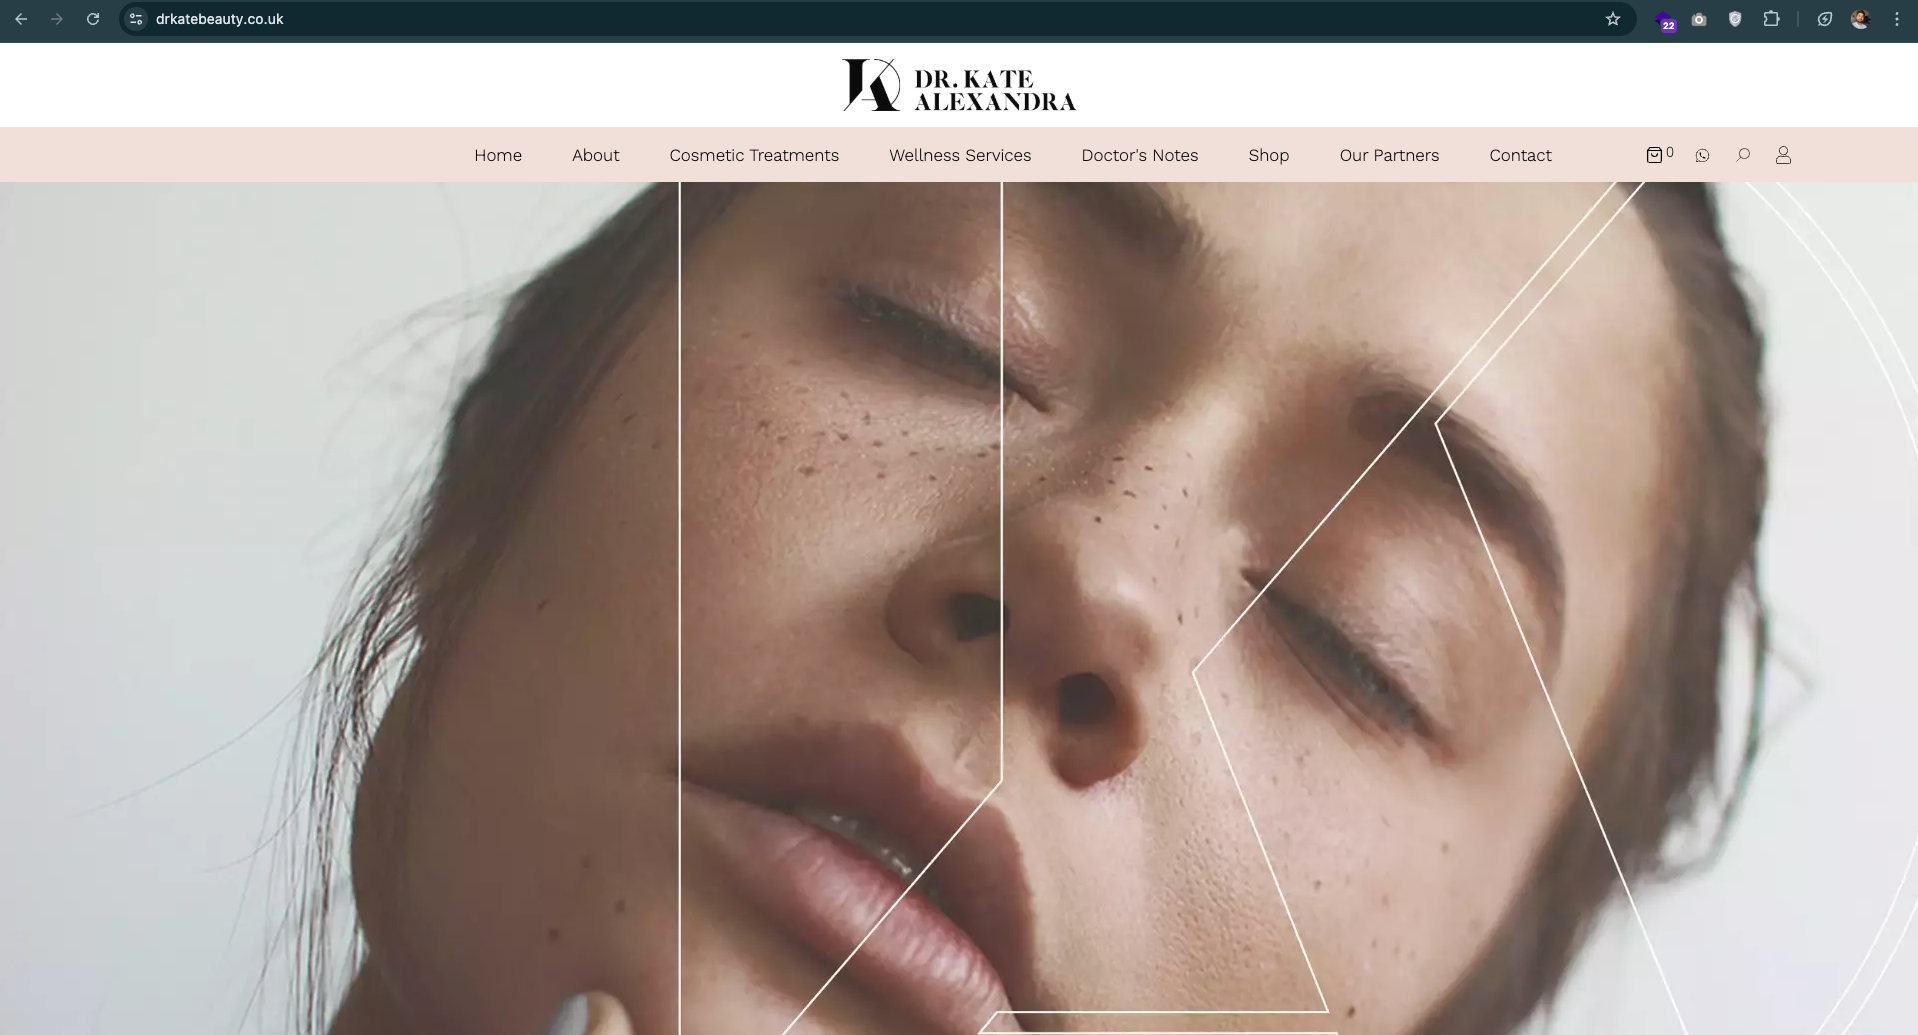 drkatebeauty.co.uk
22
DR. KATE
ALEXANDRA
Home About Cosmetic Treatments Wellness Services Doctor's Notes Shop Our Partners Contact 0